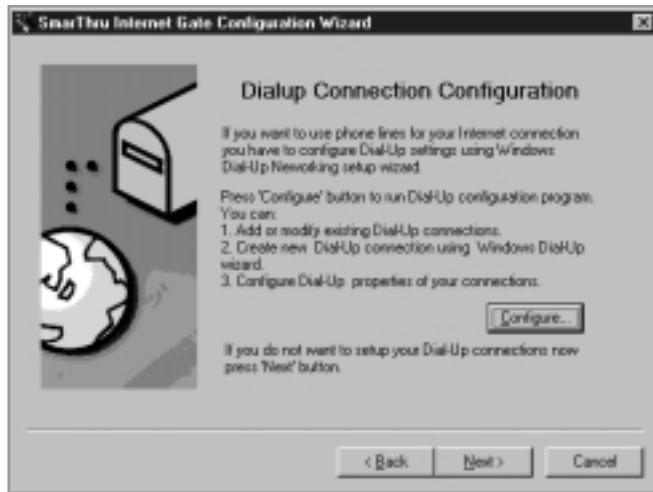 SmarThru Internet Gate Configuration Wizard
Dialup Connection Configuration
If you want to use phone lines for your Internet connection
you have to configure Dial-Up settings using Windows
Dial-Up Neworking setup wizard.
Press 'Configure' button to run Dial-Up configuration program.
You can:
1. Add or modify existing Dial-Up connections.
2. Create new Dial-Up connection using Windows Dial-Up
wizard.
3. Configure Dial-Up properties of your connections.
Configure...
If you do not want to setup your Dial-Up connections now
press 'Next' button.
< Back
Next >
Cancel